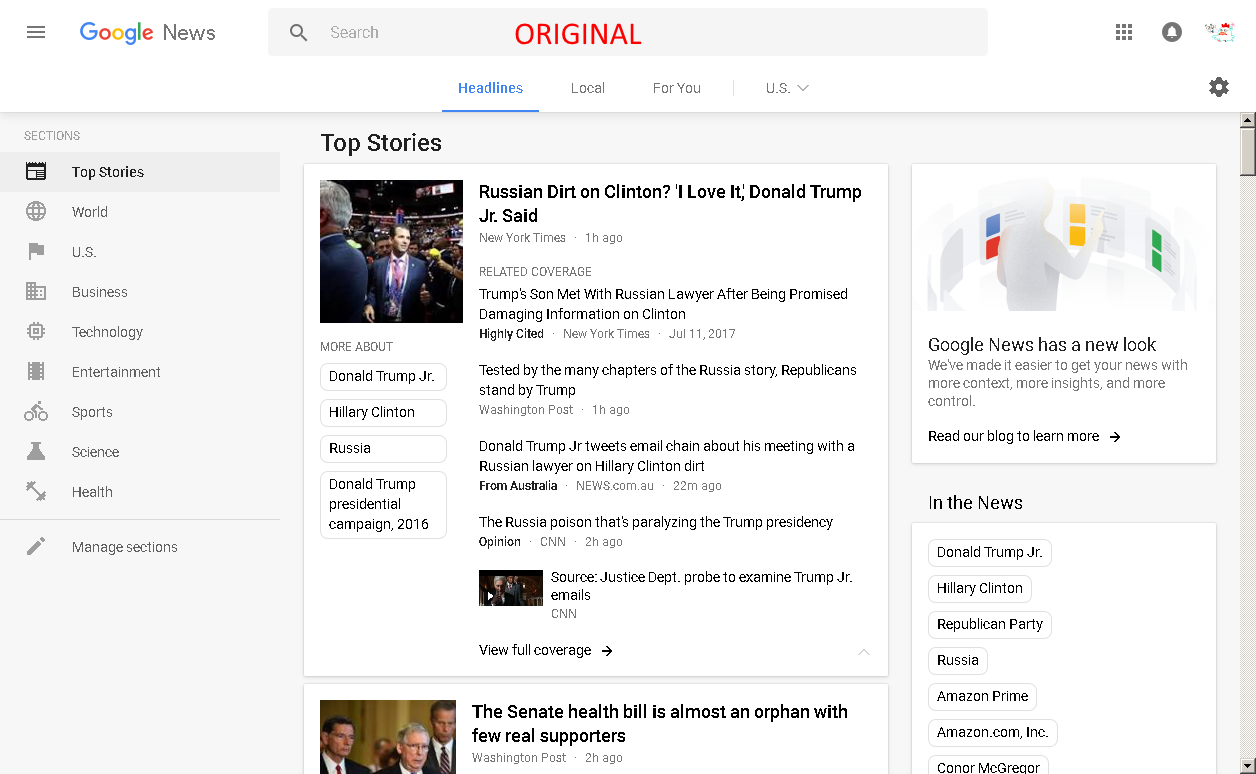 Google News
Search
ORIGINAL
Headlines
Local
For You
U.S.
SECTIONS
Top Stories
World
U.S.
Business
Technology
Entertainment
Sports
Science
Health
Manage sections
Top Stories
Russian Dirt on Clinton? 'I Love It,' Donald Trump
Jr. Said
New York Times · 1h ago
RELATED COVERAGE
Trump's Son Met With Russian Lawyer After Being Promised
Damaging Information on Clinton
Highly Cited · New York Times · Jul 11, 2017
Tested by the many chapters of the Russia story, Republicans
stand by Trump
Washington Post · 1h ago
Donald Trump Jr tweets email chain about his meeting with a
Russian lawyer on Hillary Clinton dirt
From Australia · NEWS.com.au · 22m ago
The Russia poison that's paralyzing the Trump presidency
Opinion · CNN · 2h ago
Source: Justice Dept. probe to examine Trump Jr.
emails
CNN
View full coverage
MORE ABOUT
Donald Trump Jr.
Hillary Clinton
Russia
Donald Trump
presidential
campaign, 2016
The Senate health bill is almost an orphan with
few real supporters
Washington Post · 2h ago
Google News has a new look
We've made it easier to get your news with
more context, more insights, and more
control.
Read our blog to learn more
In the News
Donald Trump Jr.
Hillary Clinton
Republican Party
Russia
Amazon Prime
Amazon.com, Inc.
Conor McGregor